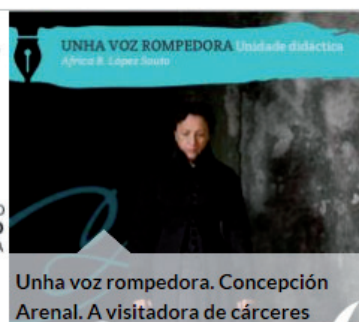 UNHA VOZ ROMPEDORA Unidade didáctica
África R. López Souto
Unha voz rompedora. Concepción
Arenal. A visitadora de cárceres